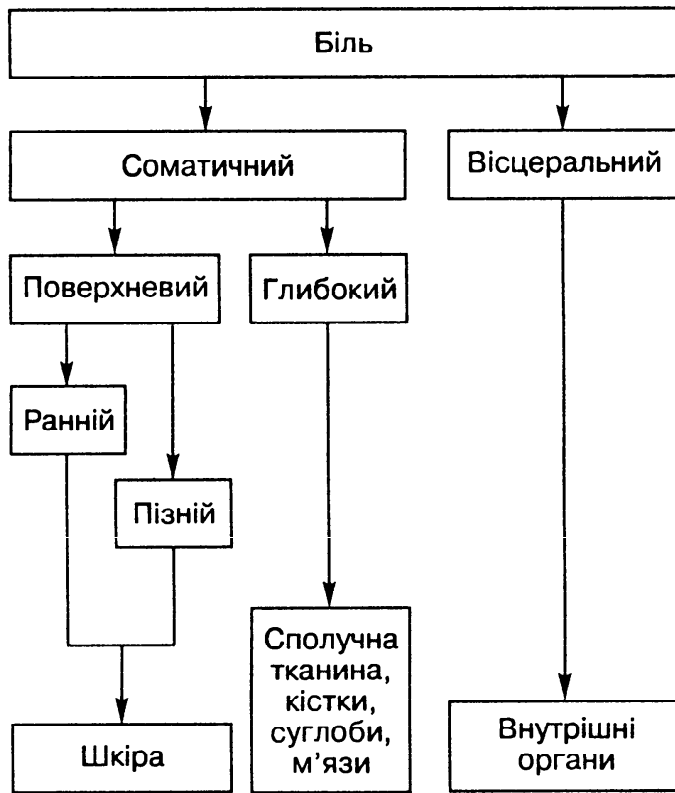 Біль
Соматичний
Вісцеральний
Поверхневий
Глибокий
Ранній
Пізній
Сполучна
тканина,
кістки,
суглоби,
м'язи
Шкіра
Внутрішні
органи